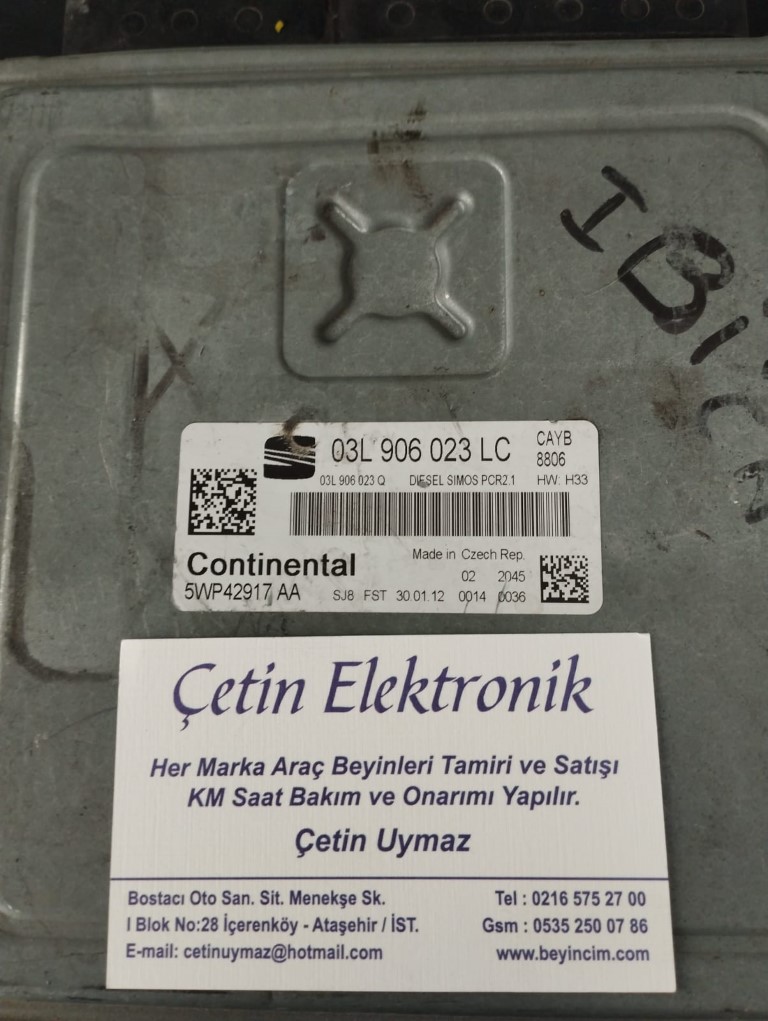 IBI
03L 906 023 LC
CAYB
8806
03L 906 023 Q DIESEL SIMOS PCR2.1 HW: H33
Continental
Made in Czech Rep.
02 2045
5WP42917 AA SJ8 FST 30.01.12 0014 0036
Çetin Elektronik
Her Marka Araç Beyinleri Tamiri ve Satışı
KM Saat Bakım ve Onarımı Yapılır.
Çetin Uymaz
Bostacı Oto San. Sit. Menekşe Sk.
I Blok No:28 İçerenköy - Ataşehir / İST.
E-mail: cetinuymaz@hotmail.com
Tel : 0216 575 27 00
Gsm : 0535 250 07 86
www.beyincim.com